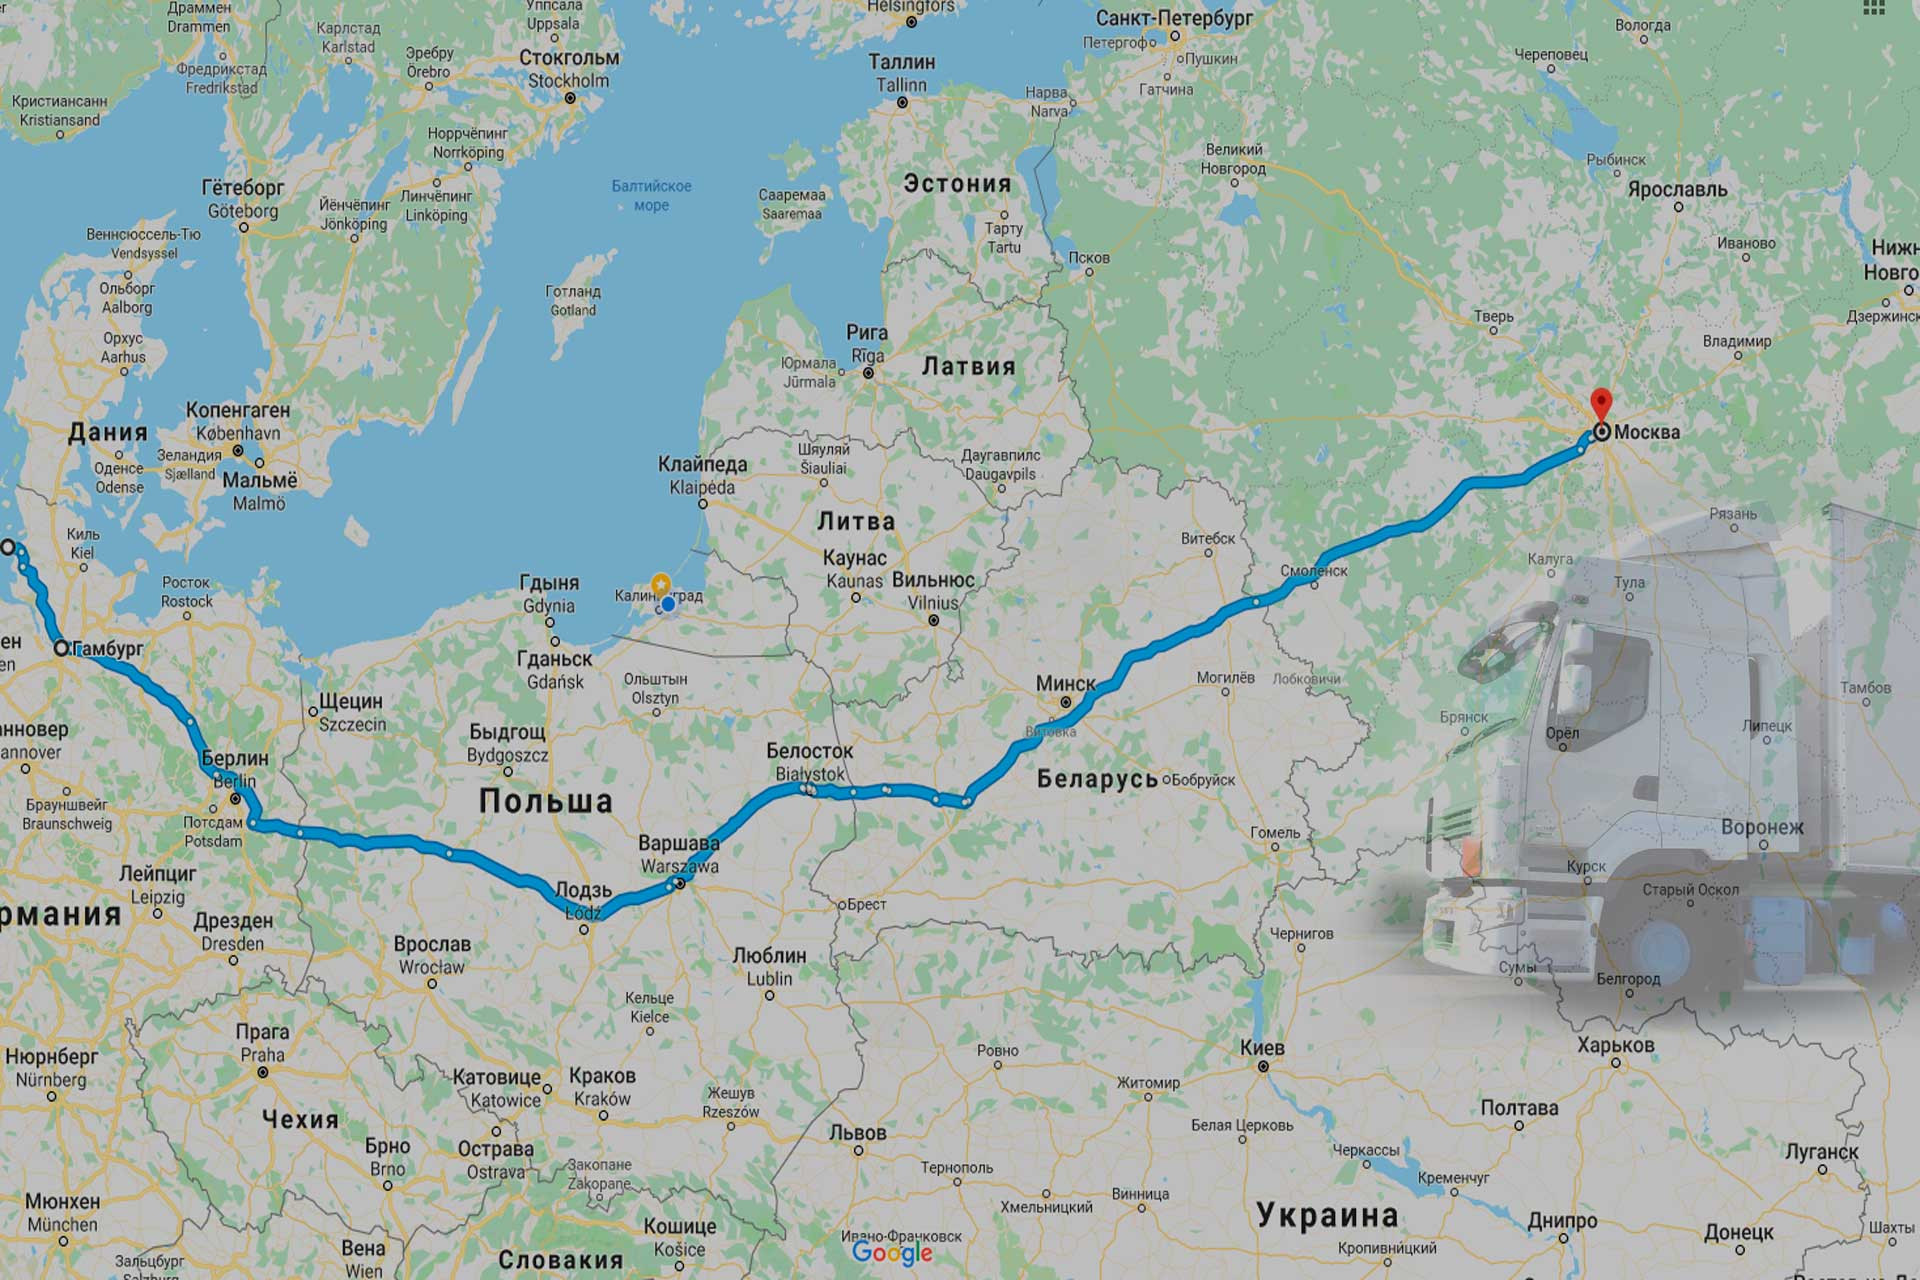 Драммен
Drammen
Уппсала
Uppsala
Helsingfors
Карлстад
Karlstad
Эребру
Örebro
Стокгольм
Stockholm
Санкт-Петербург
Петергоф
Пушкин
Гатчина
Вологда
Череповец
Фредрикстад
Fredrikstad
Таллин
Tallinn
Нарва
Narva
Кристиансанн
Kristiansand
Норрчёпинг
Norrköping
Великий
Новгород
Рыбинск
Ярославль
Гётеборг
Göteborg
Йёнчёпинг
Jönköping
Линчёпинг
Linköping
Балтийское
море
Сааремаа
Saaremaa
Эстония
Тарту
Tartu
Веннсюссель-Тю
Vendsyssel
Псков
Иваново
Нижн
Новго
Ольборг
Aalborg
Готланд
Gotland
Тверь
Дзержинск
Орхус
Aarhus
Рига
Rīga
Юрмала
Jūrmala
Латвия
Владимир
Копенгаген
København
Дания
Зеландия
Sjælland
Оденсе
Odense
Мальмё
Malmö
Москва
Клайпеда
Klaipėda
Шяуляй
Šiauliai
Даугавпилс
Daugavpils
Литва
Каунас
Kaunas
Вильнюс
Vilnius
Витебск
Рязань
Киль
Kiel
Смоленск
Калуга
Тула
Росток
Rostock
Гдыня
Gdynia
Калининград
ен
en
Гамбург
Гданьск
Gdańsk
Ольштын
Olsztyn
Минск
Витовка
Могилёв
Лобковичи
Тамбов
Щецин
Szczecin
Брянск
Орёл
Липецк
анновер
annover
Быдгощ
Bydgoszcz
Белосток
Białystok
Берлин
Berlin
Беларусь
Бобруйск
Брауншвейг
Braunschweig
Потсдам
Potsdam
Польша
Варшава
Warszawa
Гомель
Воронеж
Лейпциг
Leipzig
Лодзь
Łódź
Курск
Старый Оскол
рмания
Дрезден
Dresden
Брест
Врослав
Wrocław
Люблин
Lublin
Чернигов
Сумы
Белгород
Кельце
Kielce
Прага
Praha
Нюрнберг
Nürnberg
Киев
Харьков
Ровно
Катовице
Katowice
Краков
Kraków
Жешув
Rzeszów
Житомир
Чехия
Полтава
Белая Церковь
Львов
Брно
Brno
Острава
Ostrava
Черкассы
Луганск
Закопане
Zakopane
Тернополь
Кременчуг
Хмельницкий
Винница
Мюнхен
München
Украина
Кошице
Košice
Днипро
Донецк
Шахты
Ивано-Франковск
Google
Вена
Wien
Зальцбург
Словакия
Кропивницкий